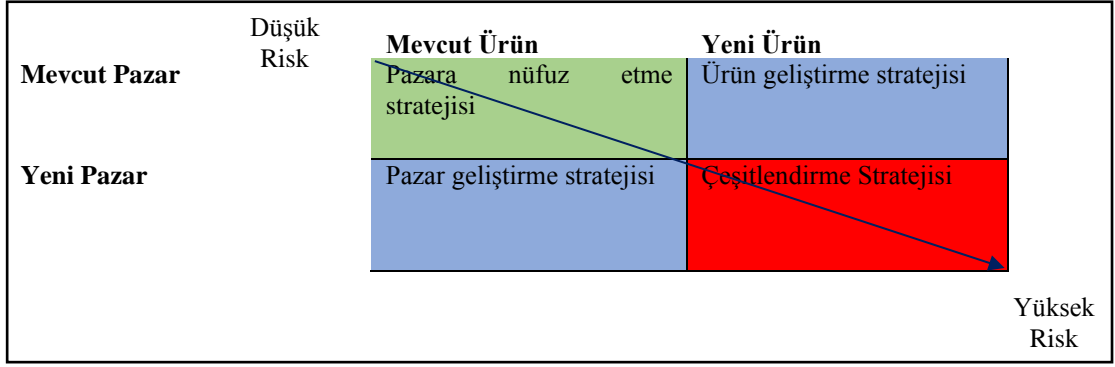 Düşük
Risk
Mevcut Ürün
Yeni Ürün
Mevcut Pazar
Pazara nüfuz etme
stratejisi
Ürün geliştirme stratejisi
Yeni Pazar
Pazar geliştirme stratejisi
Çeşitlendirme Stratejisi
Yüksek
Risk